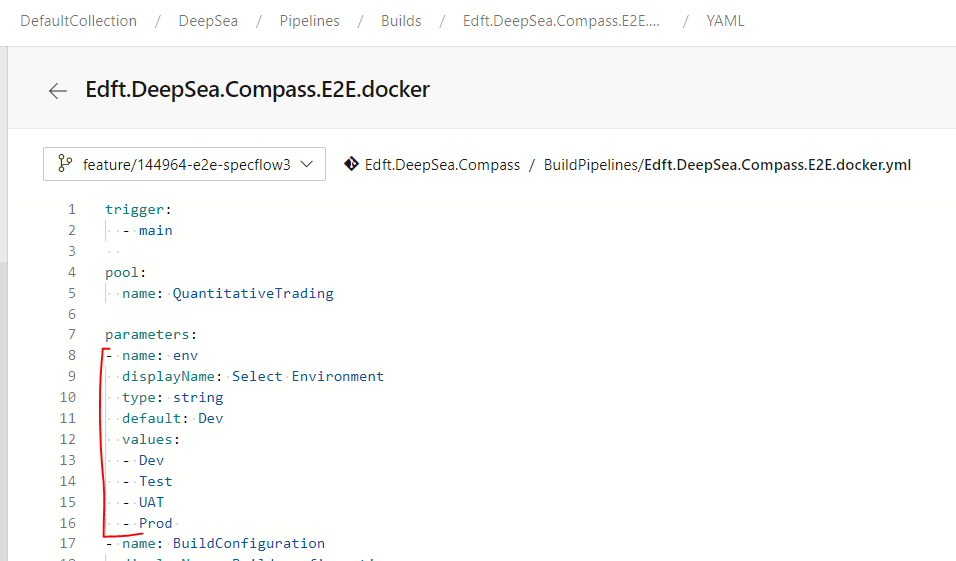 DefaultCollection / DeepSea / Pipelines / Builds / Edft.DeepSea.Compass.E2E.... / YAML
← Edft.DeepSea.Compass.E2E.docker
feature/144964-e2e-specflow3 Edft.DeepSea.Compass / BuildPipelines/Edft.DeepSea.Compass.E2E.docker.yml
1 trigger:
2 - main
3
4 pool:
5 name: QuantitativeTrading
6
7 parameters:
8 - name: env
9 displayName: Select Environment
10 type: string
11 default: Dev
12 values:
13 - Dev
14 - Test
15 - UAT
16 - Prod
17 - name: BuildConfiguration